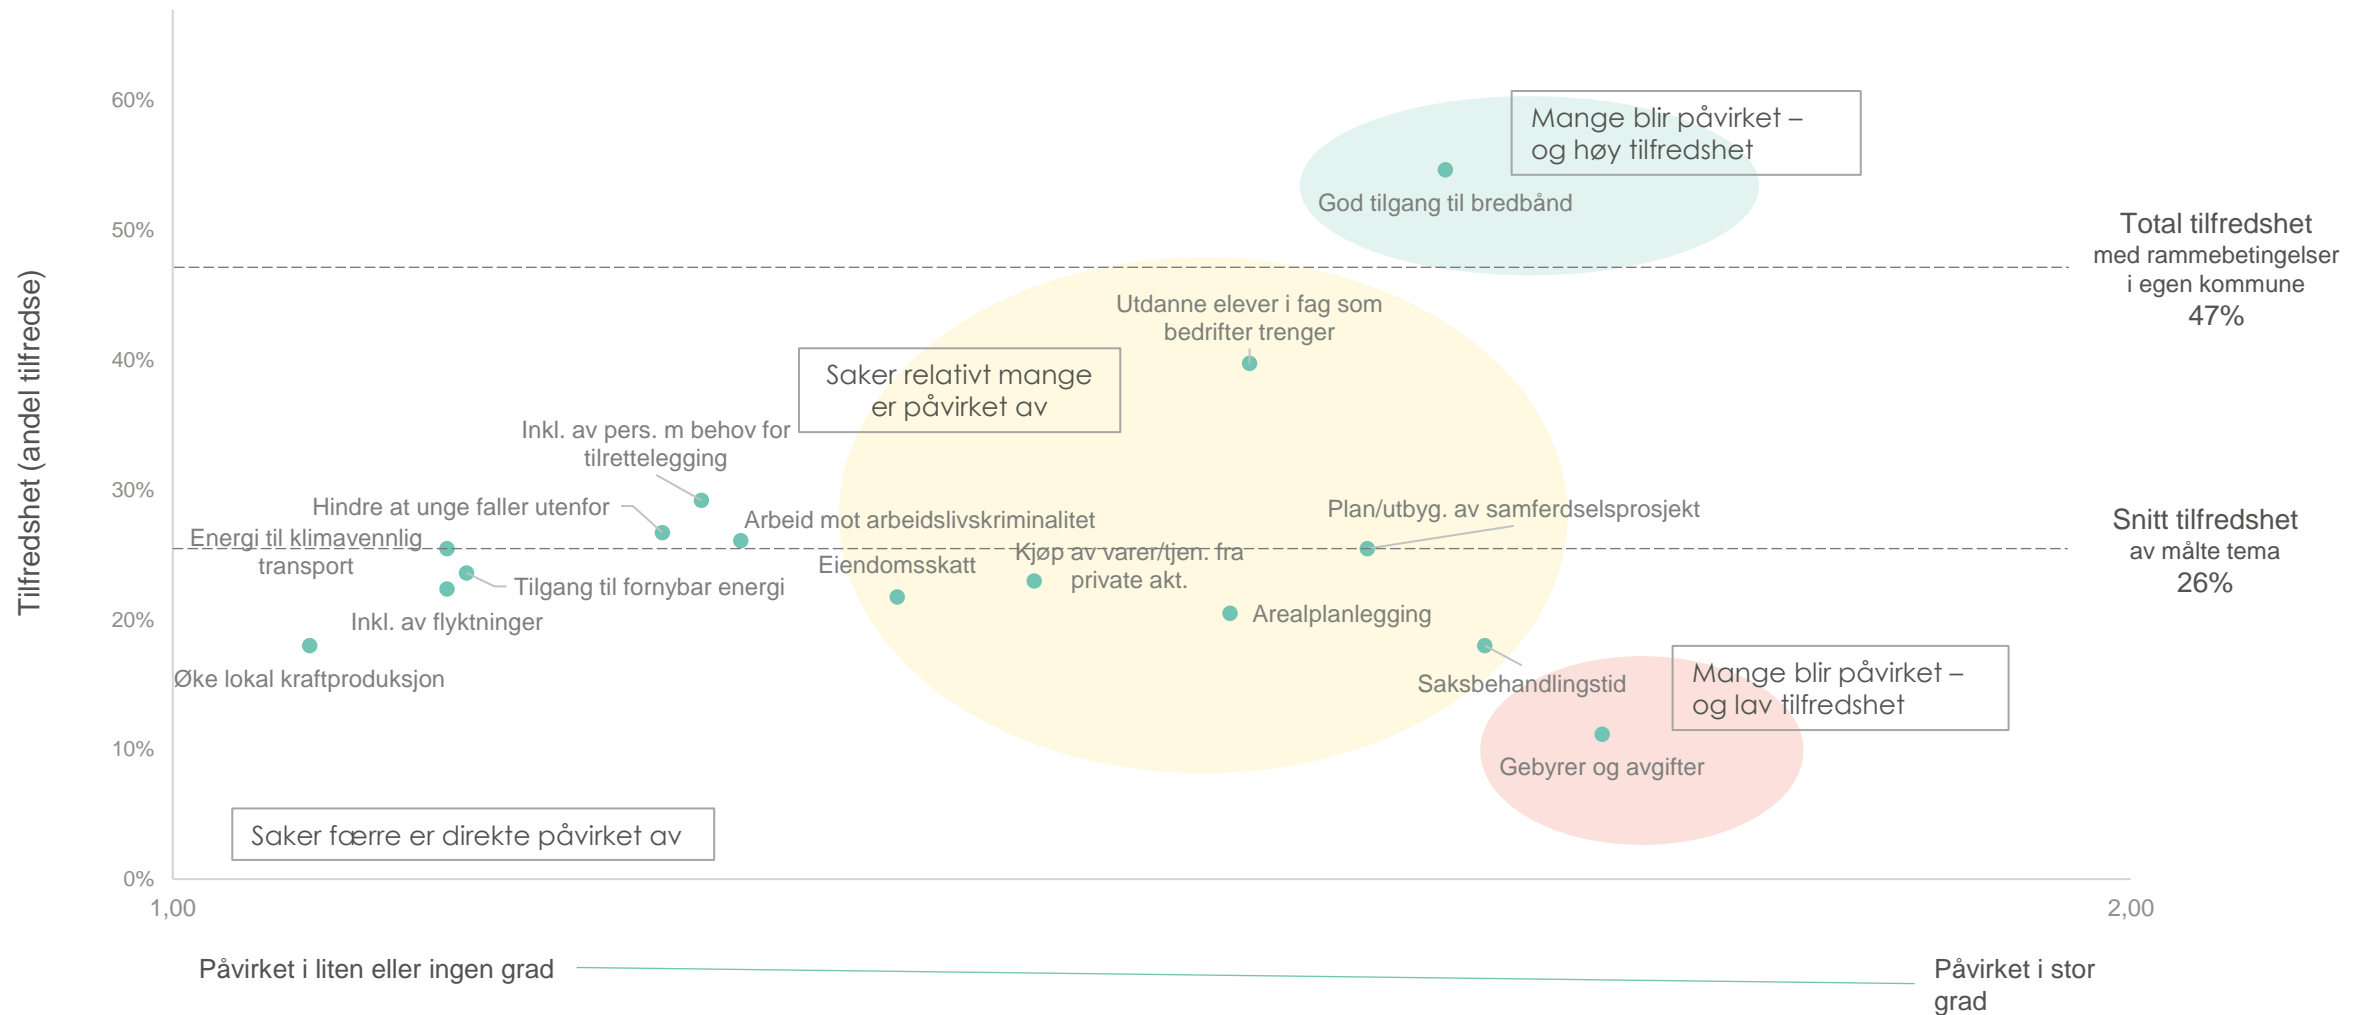 60%
50%
40%
30%
20%
10%
0%
1,00
2,00
Tilfredshet (andel tilfredse)
Mange blir påvirket –
og høy tilfredshet
God tilgang til bredbånd
Total tilfredshet
med rammebetingelser
i egen kommune
47%
Utdanne elever i fag som
bedrifter trenger
Saker relativt mange
er påvirket av
Inkl. av pers. m behov for
tilrettelegging
Hindre at unge faller utenfor
Arbeid mot arbeidslivskriminalitet
Plan/utbyg. av samferdselsprosjekt
Snitt tilfredshet
av målte tema
26%
Energi til klimavennlig
transport
Kjøp av varer/tjen. fra
private akt.
Eiendomsskatt
Tilgang til fornybar energi
Inkl. av flyktninger
Arealplanlegging
Øke lokal kraftproduksjon
Saksbehandlingstid
Mange blir påvirket –
og lav tilfredshet
Gebyrer og avgifter
Saker færre er direkte påvirket av
Påvirket i liten eller ingen grad
Påvirket i stor
grad